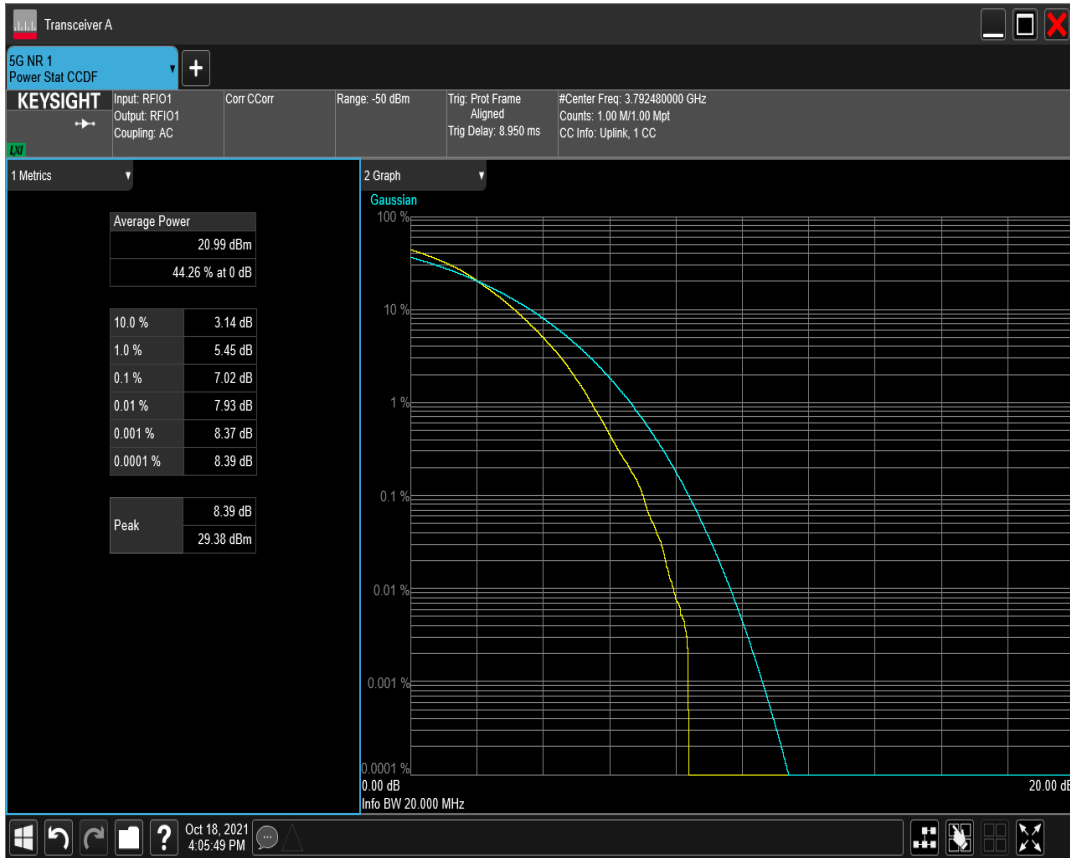 Transceiver A
5G NR 1
Power Stat CCDF
KEYSIGHT
LXI
Input: RFIO1
Output: RFIO1
Coupling: AC
Corr CCorr
Range: -50 dBm
Trig: Prot Frame
Aligned
Trig Delay: 8.950 ms
#Center Freq: 3.792480000 GHz
Counts: 1.00 M/1.00 Mpt
CC Info: Uplink, 1 CC
1 Metrics
Average Power
20.99 dBm
44.26 % at 0 dB
10.0 % 3.14 dB
1.0 % 5.45 dB
0.1 % 7.02 dB
0.01 % 7.93 dB
0.001 % 8.37 dB
0.0001 % 8.39 dB
Peak
8.39 dB
29.38 dBm
2 Graph
Gaussian
100 %
10 %
1 %
0.1 %
0.01 %
0.001 %
0.0001 %
0.00 dB 20.00 dB
Info BW 20.000 MHz
? Oct 18, 2021
4:05:49 PM